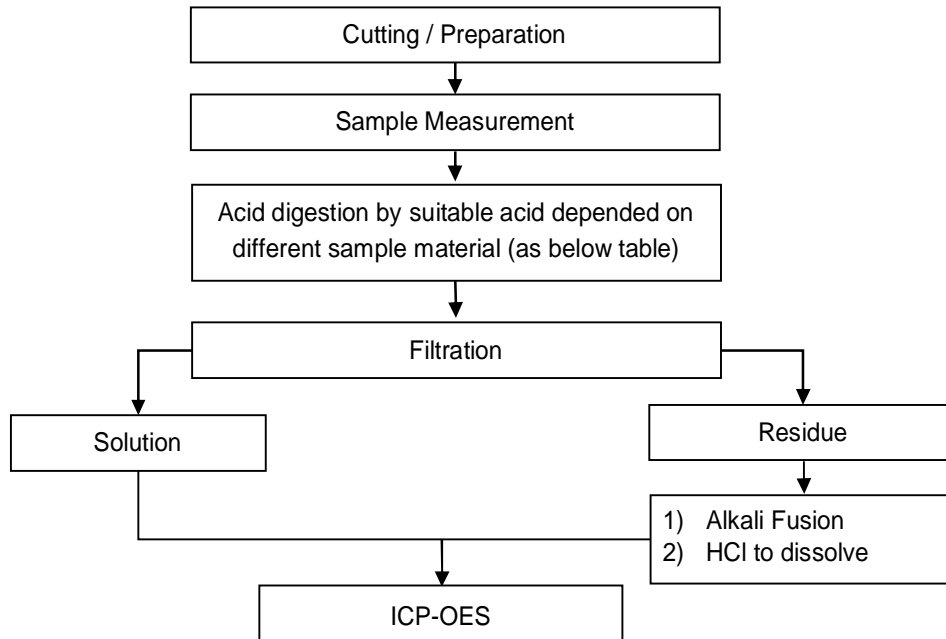 Cutting / Preparation
Sample Measurement
Acid digestion by suitable acid depended on
different sample material (as below table)
Filtration
Solution
Residue
1) Alkali Fusion
2) HCl to dissolve
ICP-OES